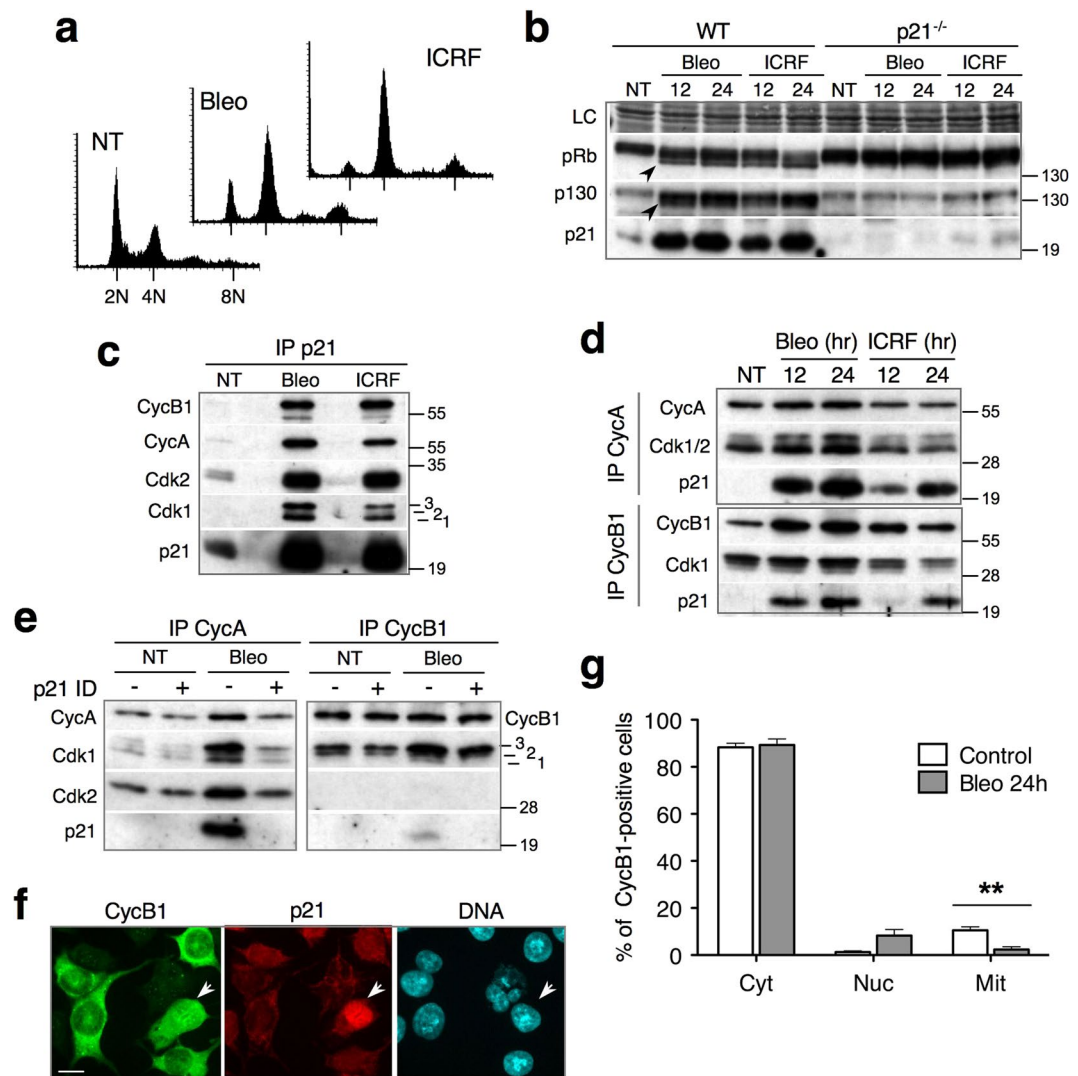 a
NT
Bleo
ICRF
2N 4N 8N
b
WT p21-/-
Bleo ICRF Bleo ICRF
NT 12 24 12 24 NT 12 24 12 24
LC
pRb
130
p130
130
p21
19
c
IP p21
NT Bleo ICRF
CycB1
55
CycA
55
35
Cdk2
Cdk1
3
2
1
p21
19
d
Bleo (hr) ICRF (hr)
NT 12 24 12 24
IP CycA
CycA
55
Cdk1/2
28
p21
19
IP CycB1
CycB1
55
Cdk1
28
p21
19
e
IP CycA IP CycB1
NT Bleo NT Bleo
p21 ID - + - + - + - +
CycA CycB1
Cdk1
3
2
1
Cdk2
28
p21
19
f
CycB1 p21 DNA
g
% of CycB1-positive cells
100
80
60
40
20
0
Control
Bleo 24h
**
Cyt Nuc Mit